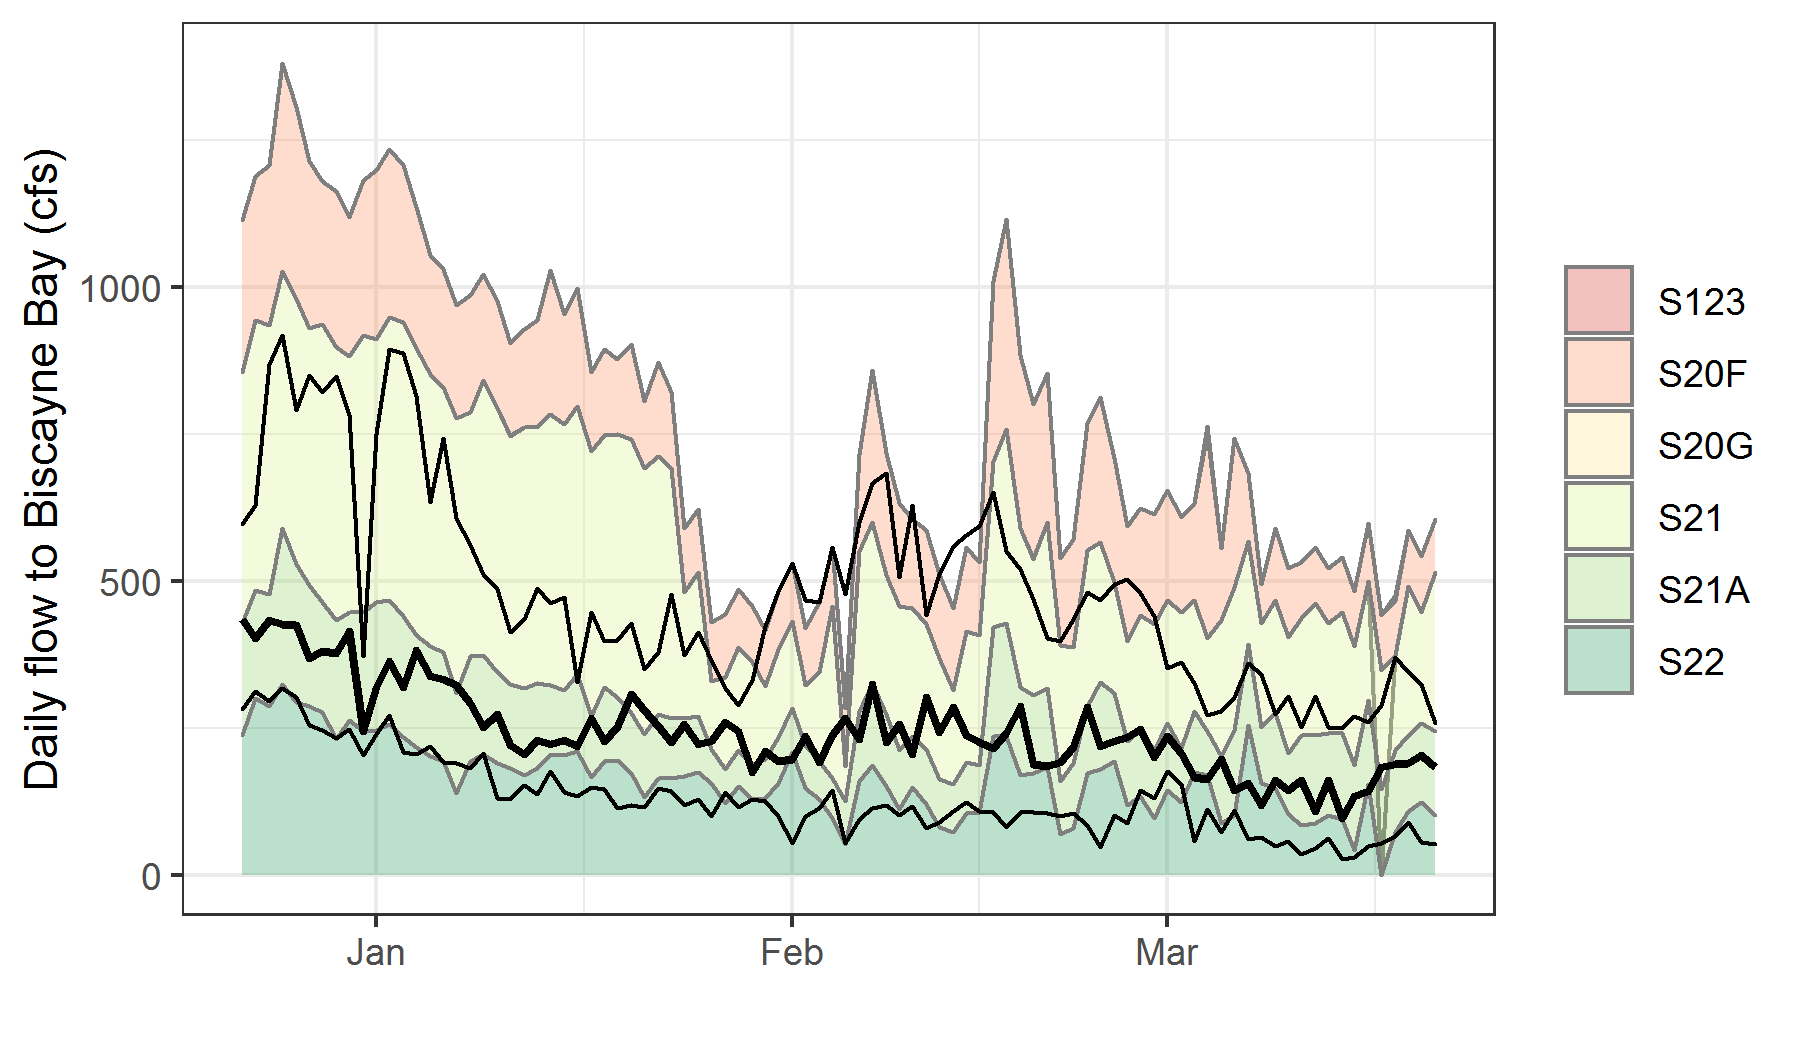 Daily flow to Biscayne Bay (cfs)
1000
500
0
Jan
Feb
Mar
S123
S20F
S20G
S21
S21A
S22